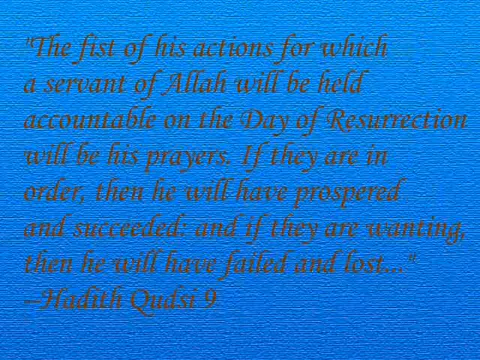 "The fist of his actions for which
a servant of Allah will be held
accountable on the Day of Resurrection
will be his prayers. If they are in
order, then he will have prospered
and succeeded: and if they are wanting,
then he will have failed and lost..."
--Hadith Qudsi 9